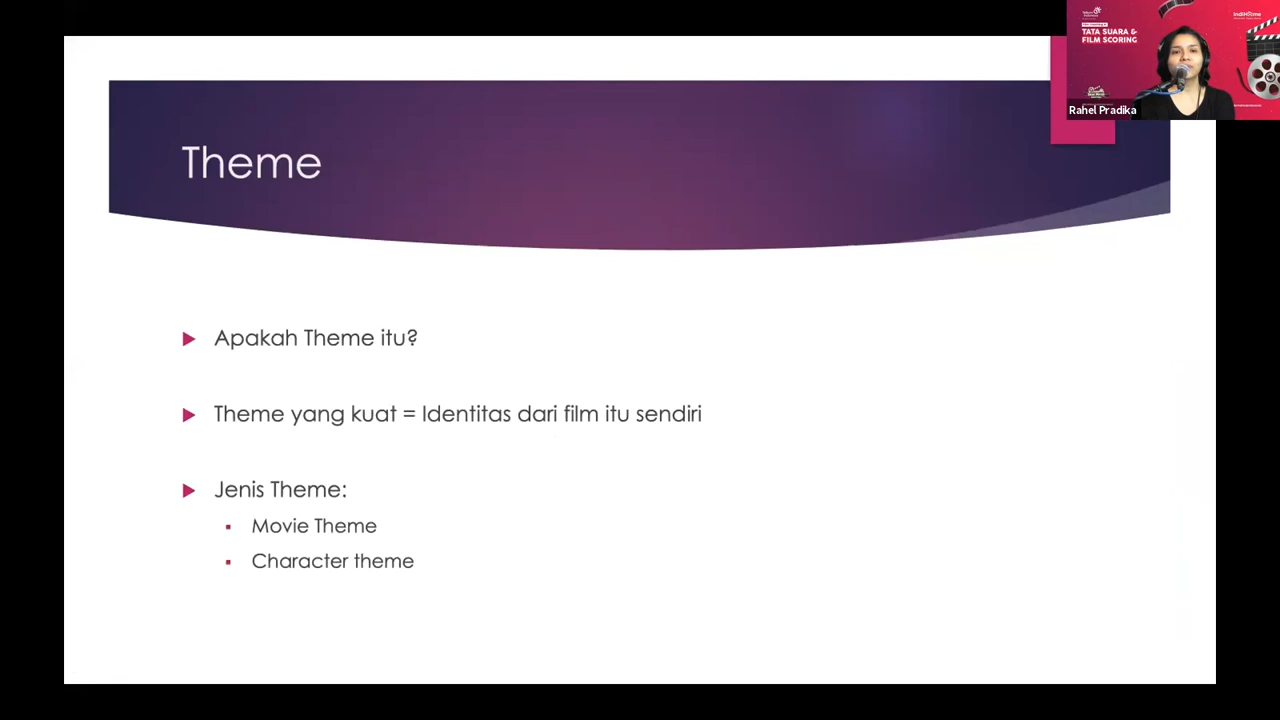 Theme
Apakah Theme itu?
Theme yang kuat = Identitas dari film itu sendiri
Jenis Theme:
Movie Theme
Character theme
IndiHome
TATA SUARA &
FILM SCORING
Rahel Pradika